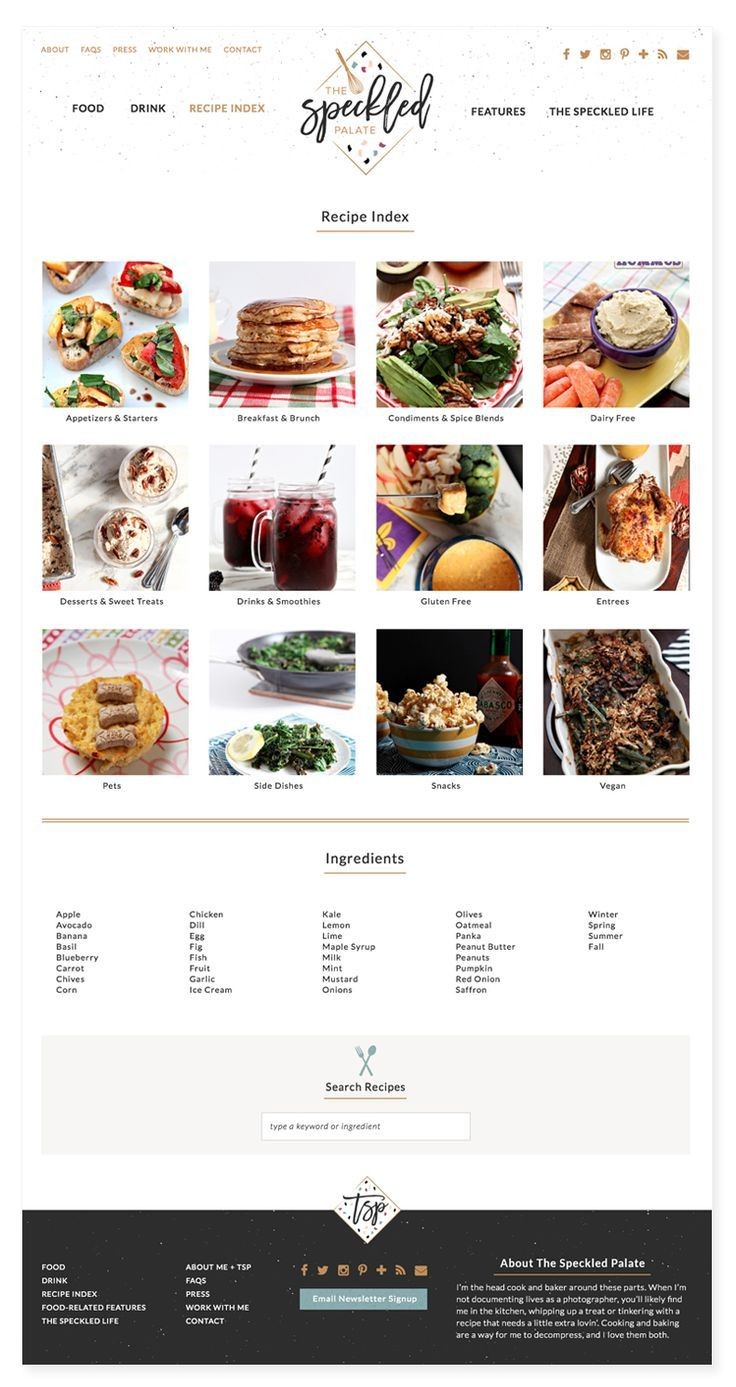 ABOUT FAQS PRESS WORK WITH ME CONTACT
FOOD DRINK RECIPE INDEX
THE
speckled
PALATE
FEATURES THE SPECKLED LIFE
Recipe Index
HUMMUS
Appetizers & Starters
Breakfast & Brunch
Condiments & Spice Blends
Dairy Free
Desserts & Sweet Treats
Drinks & Smoothies
Gluten Free
Entrees
TABASCO
Pets
Side Dishes
Snacks
Vegan
Ingredients
Apple
Avocado
Banana
Basil
Blueberry
Carrot
Chives
Corn
Chicken
Dill
Egg
Fig
Fish
Fruit
Garlic
Ice Cream
Kale
Lemon
Lime
Maple Syrup
Milk
Mint
Mustard
Onions
Olives
Oatmeal
Panka
Peanut Butter
Peanuts
Pumpkin
Red Onion
Saffron
Winter
Spring
Summer
Fall
Search Recipes
type a keyword or ingredient
tsp
FOOD
DRINK
RECIPE INDEX
FOOD-RELATED FEATURES
THE SPECKLED LIFE
ABOUT ME + TSP
FAQS
PRESS
WORK WITH ME
CONTACT
Email Newsletter Signup
About The Speckled Palate
I'm the head cook and baker around these parts. When I'm
not documenting lives as a photographer, you'll likely find
me in the kitchen, whipping up a treat or tinkering with a
recipe that needs a little extra lovin'. Cooking and baking
are a way for me to decompress, and I love them both.